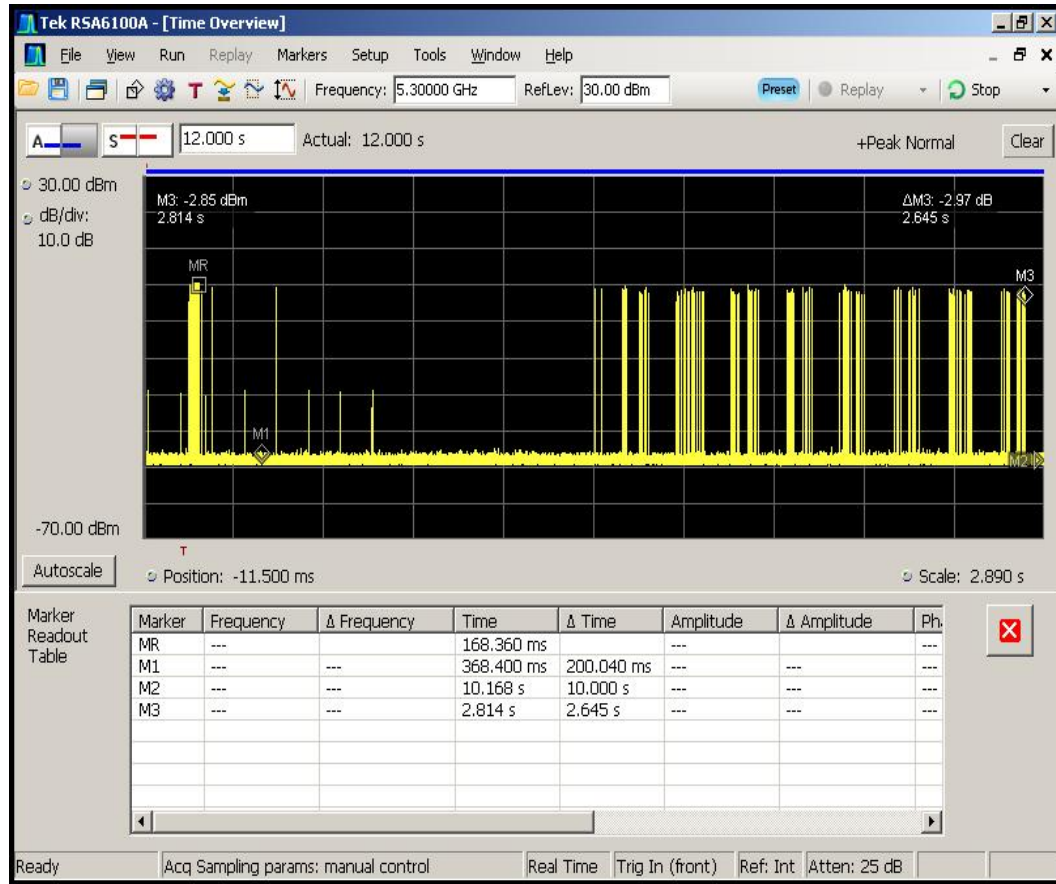 Tek RSA6100A - [Time Overview]
File View Run Replay Markers Setup Tools Window Help
T Frequency: 5.30000 GHz RefLev: 30.00 dBm Preset Replay Stop
A S 12.000 s Actual: 12.000 s +Peak Normal Clear
30.00 dBm
dB/div:
10.0 dB
M3: -2.85 dBm
2.814 s
ΔM3: -2.97 dB
2.645 s
MR
M3
M1
M2
-70.00 dBm
T
Autoscale
Position: -11.500 ms
Scale: 2.890 s
Marker
Readout
Table
Marker Frequency Δ Frequency Time Δ Time Amplitude Δ Amplitude Ph
MR --- 168.360 ms --- ---
M1 --- --- 368.400 ms 200.040 ms --- --- ---
M2 --- --- 10.168 s 10.000 s --- --- ---
M3 --- --- 2.814 s 2.645 s --- --- ---
Ready Acq Sampling params: manual control Real Time Trig In (front) Ref: Int Atten: 25 dB